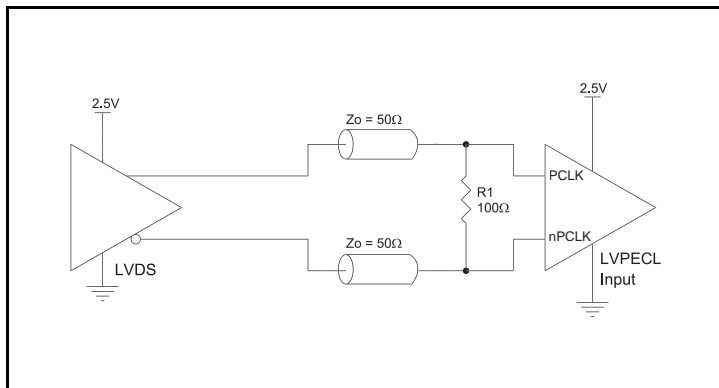 2.5V
2.5V
Zo = 50Ω
PCLK
R1
100Ω
nPCLK
Zo = 50Ω
LVDS
LVPECL
Input